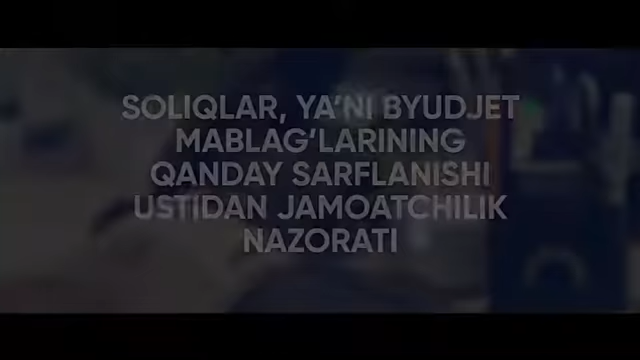 SOLIQLAR, YA‘NI BYUDJET
MABLAG‘LARINING
QANDAY SARFLANISHI
USTIDAN JAMOATCHILIK
NAZORATI